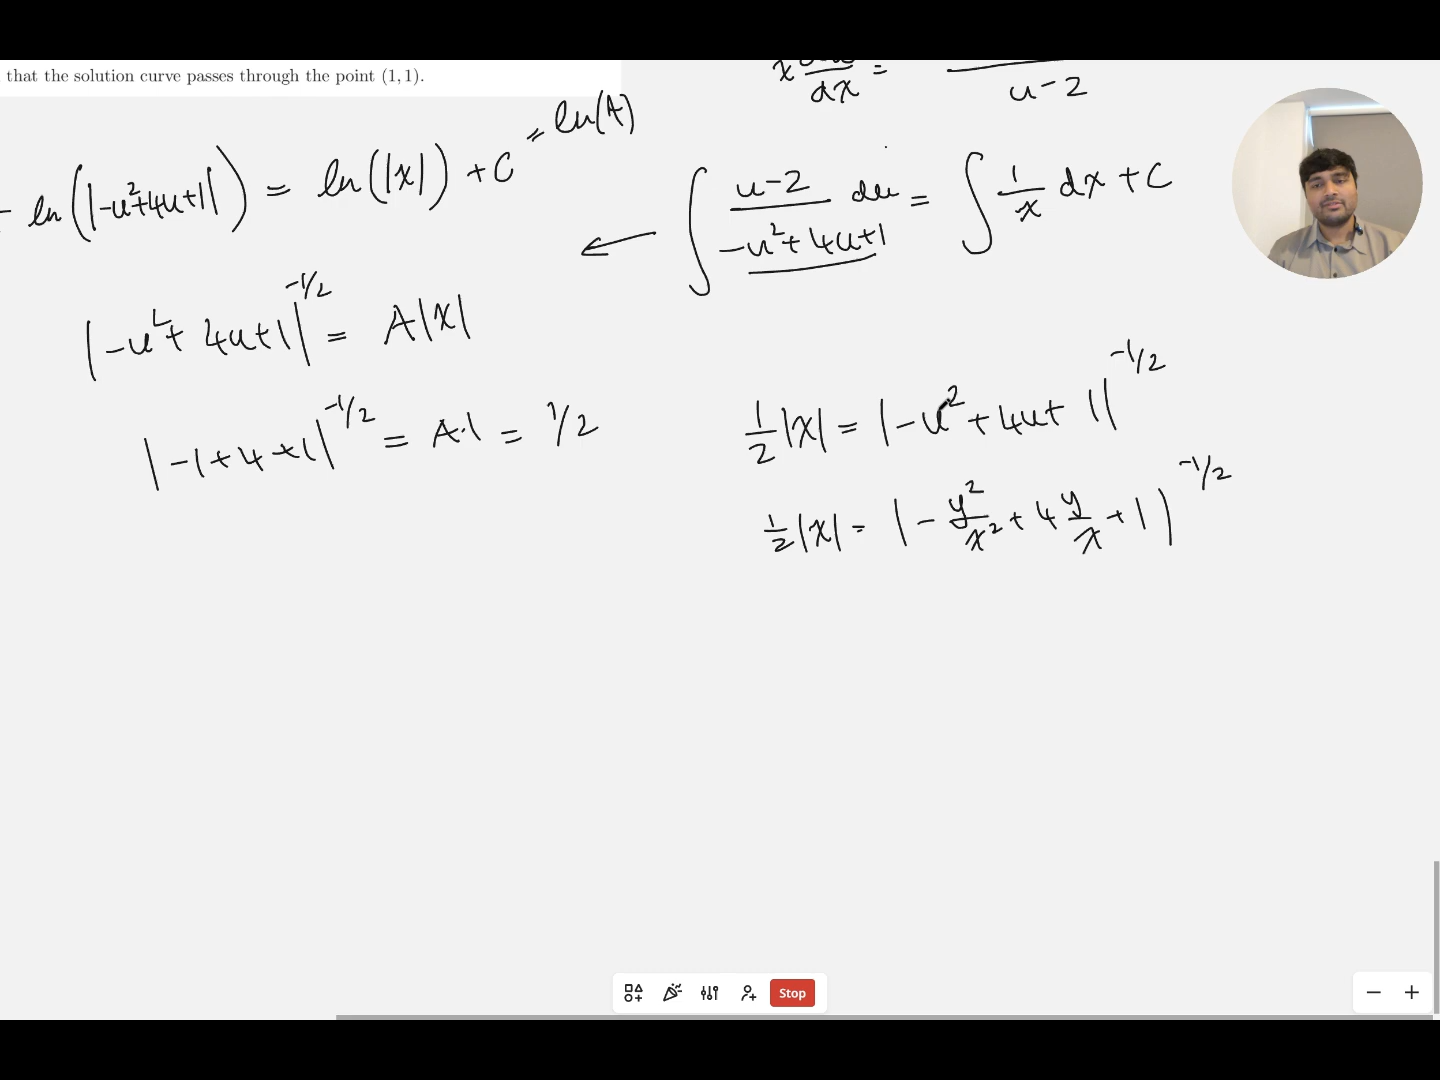 that the solution curve passes through the point (1, 1).
x du/dx = /(u-2)
- ln(|-u²+4u+1|) = ln(|x|) + C = ln(A)
∫ (u-2)/(-u²+4u+1) du = ∫ 1/x dx + C
←
|-u²+4u+1|^(-1/2) = A|x|
|-1+4+1|^(-1/2) = A·1 = 1/2
1/2 |x| = |-u²+4u+1|^(-1/2)
1/2 |x| = |-y²/x² + 4 y/x + 1|^(-1/2)
Stop
− +